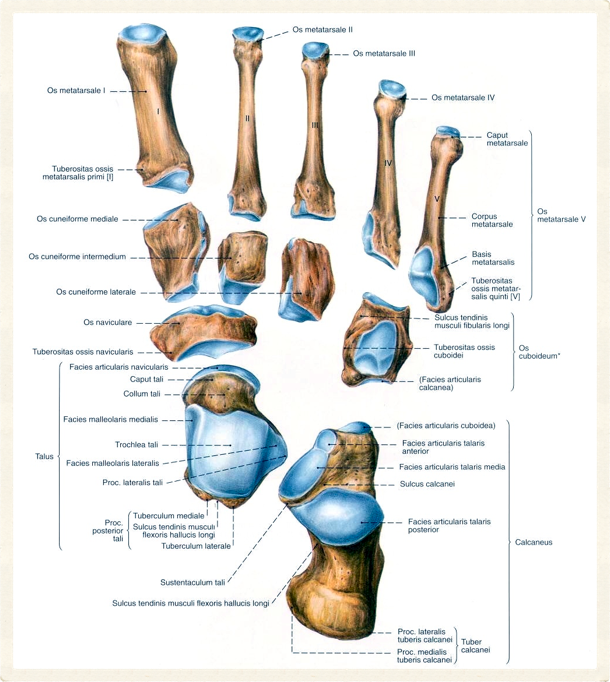 Os metatarsale II
Os metatarsale III
Os metatarsale I
Os metatarsale IV
I
II
III
IV
V
Caput
metatarsale
Tuberositas ossis
metatarsalis primi [I]
Os cuneiforme mediale
Corpus
metatarsale
Os
metatarsale V
Os cuneiforme intermedium
Basis
metatarsalis
Os cuneiforme laterale
Tuberositas
ossis metatar-
salis quinti [V]
Os naviculare
Sulcus tendinis
musculi fibularis longi
Tuberositas ossis navicularis
Tuberositas ossis
cuboidei
Os
cuboideum*
Facies articularis navicularis
Caput tali
(Facies articularis
calcanea)
Collum tali
Facies malleolaris medialis
(Facies articularis cuboidea)
Trochlea tali
Facies articularis talaris
anterior
Talus
Facies malleolaris lateralis
Facies articularis talaris media
Proc. lateralis tali
Sulcus calcanei
Proc.
posterior
tali
Tuberculum mediale
Sulcus tendinis musculi
flexoris hallucis longi
Tuberculum laterale
Facies articularis talaris
posterior
Calcaneus
Sustentaculum tali
Sulcus tendinis musculi flexoris hallucis longi
Proc. lateralis
tuberis calcanei
Proc. medialis
tuberis calcanei
Tuber
calcanei